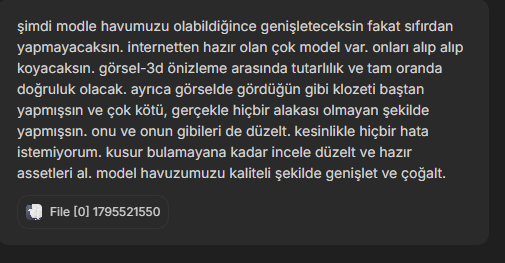 şimdi modle havumuzu olabildiğince genişleteceksin fakat sıfırdan
yapmayacaksın. internetten hazır olan çok model var. onları alıp alıp
koyacaksın. görsel-3d önizleme arasında tutarlılık ve tam oranda
doğruluk olacak. ayrıca görselde gördüğün gibi klozeti baştan
yapmışsın ve çok kötü, gerçekle hiçbir alakası olmayan şekilde
yapmışsın. onu ve onun gibileri de düzelt. kesinlikle hiçbir hata
istemiyorum. kusur bulamayana kadar incele düzelt ve hazır
assetleri al. model havuzumuzu kaliteli şekilde genişlet ve çoğalt.
File [0] 1795521550